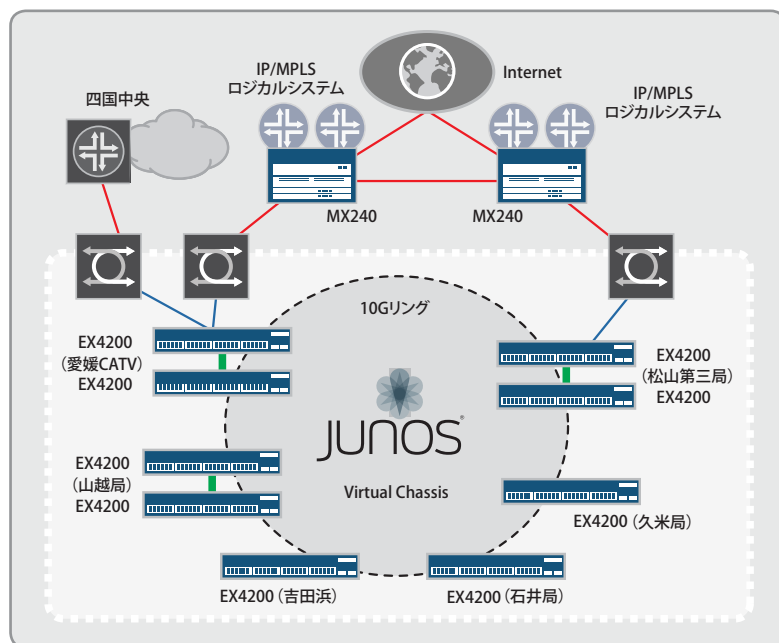 IP/MPLS
ロジカルシステム
Internet
IP/MPLS
ロジカルシステム
四国中央
MX240
MX240
10Gリング
EX4200
(愛媛CATV)
EX4200
EX4200
(松山第三局)
EX4200
JUNOS®
Virtual Chassis
EX4200
(山越局)
EX4200
EX4200(久米局)
EX4200(吉田浜)
EX4200(石井局)